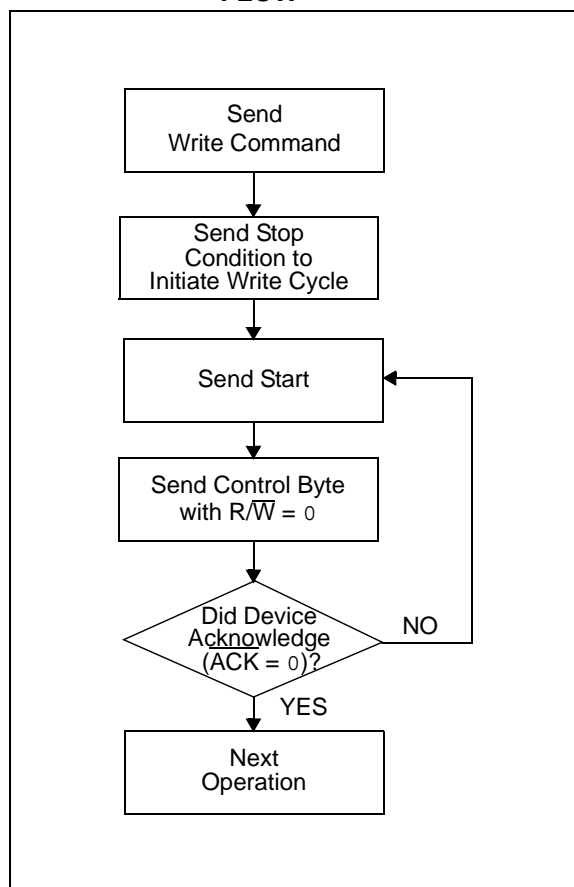 Send
Write Command
Send Stop
Condition to
Initiate Write Cycle
Send Start
Send Control Byte
with R/W̅ = 0
Did Device
Acknowledge
(A̅C̅K̅ = 0)?
NO
YES
Next
Operation